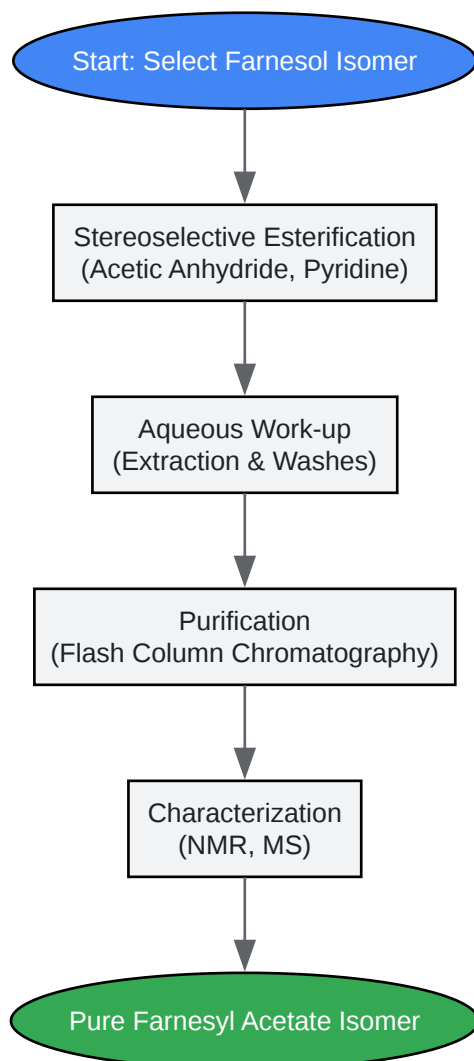 Start: Select Farnesol Isomer
Stereoselective Esterification
(Acetic Anhydride, Pyridine)
Aqueous Work-up
(Extraction & Washes)
Purification
(Flash Column Chromatography)
Characterization
(NMR, MS)
Pure Farnesyl Acetate Isomer